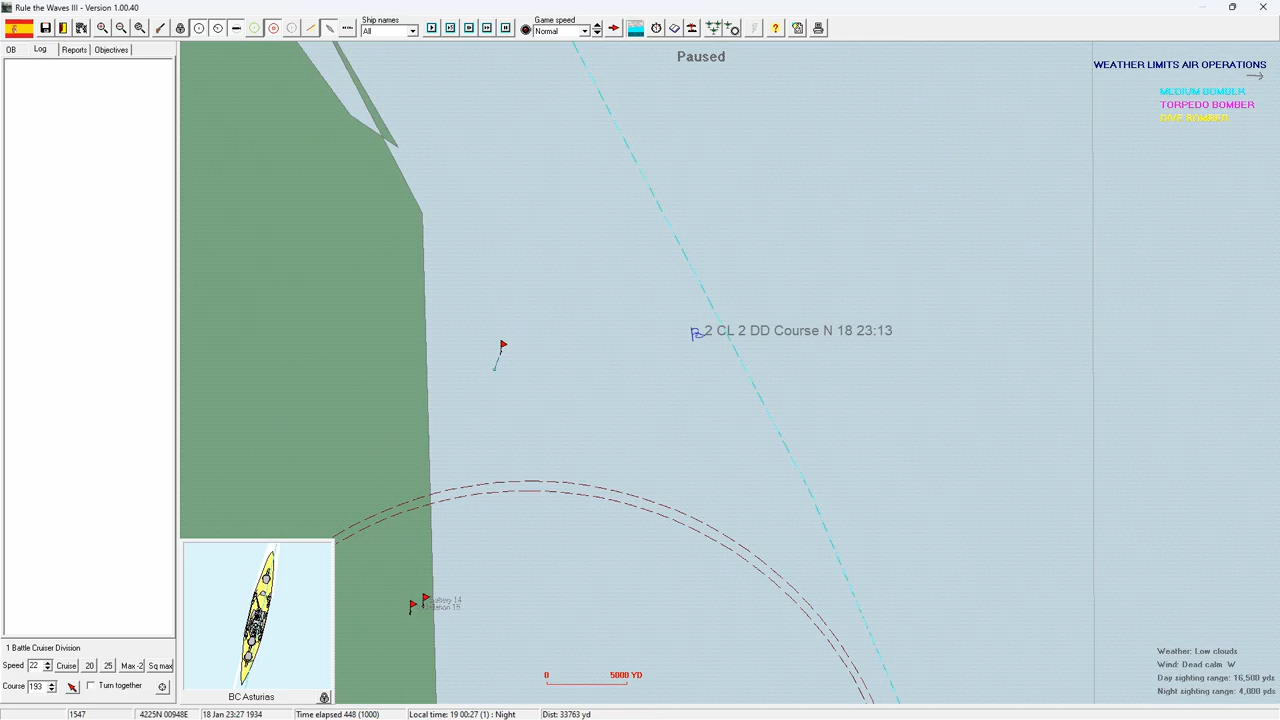 Rule the Waves III - Version 1.00.40
Ship names
All
Game speed
Normal
OB Log Reports Objectives
Paused
WEATHER LIMITS AIR OPERATIONS
MEDIUM BOMBER
TORPEDO BOMBER
DIVE BOMBER
2 CL 2 DD Course N 18 23:13
1 Battle Cruiser Division
Speed 22 Cruise 20 25 Max -2 Sq max
Course 193 Turn together
BC Asturias
0 5000 YD
Weather: Low clouds
Wind: Dead calm W
Day sighting range: 16,500 yds
Night sighting range: 4,000 yds
1547 4225N 00948E 18 Jan 23:27 1934 Time elapsed 448 (1000) Local time: 19 00:27 (1) : Night Dist: 33763 yd